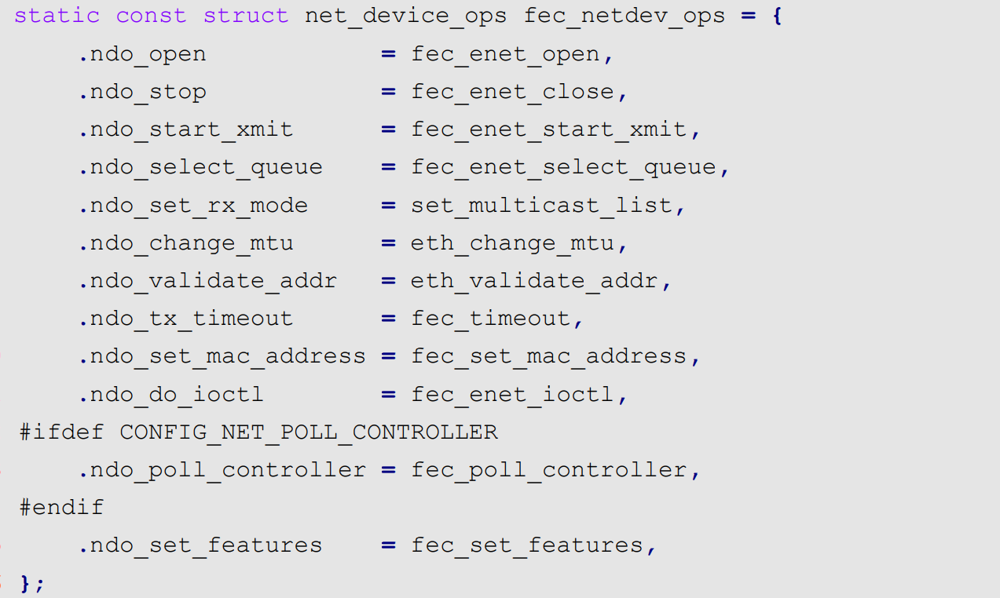 static const struct net_device_ops fec_netdev_ops = {
.ndo_open = fec_enet_open,
.ndo_stop = fec_enet_close,
.ndo_start_xmit = fec_enet_start_xmit,
.ndo_select_queue = fec_enet_select_queue,
.ndo_set_rx_mode = set_multicast_list,
.ndo_change_mtu = eth_change_mtu,
.ndo_validate_addr = eth_validate_addr,
.ndo_tx_timeout = fec_timeout,
.ndo_set_mac_address = fec_set_mac_address,
.ndo_do_ioctl = fec_enet_ioctl,
#ifdef CONFIG_NET_POLL_CONTROLLER
.ndo_poll_controller = fec_poll_controller,
#endif
.ndo_set_features = fec_set_features,
};